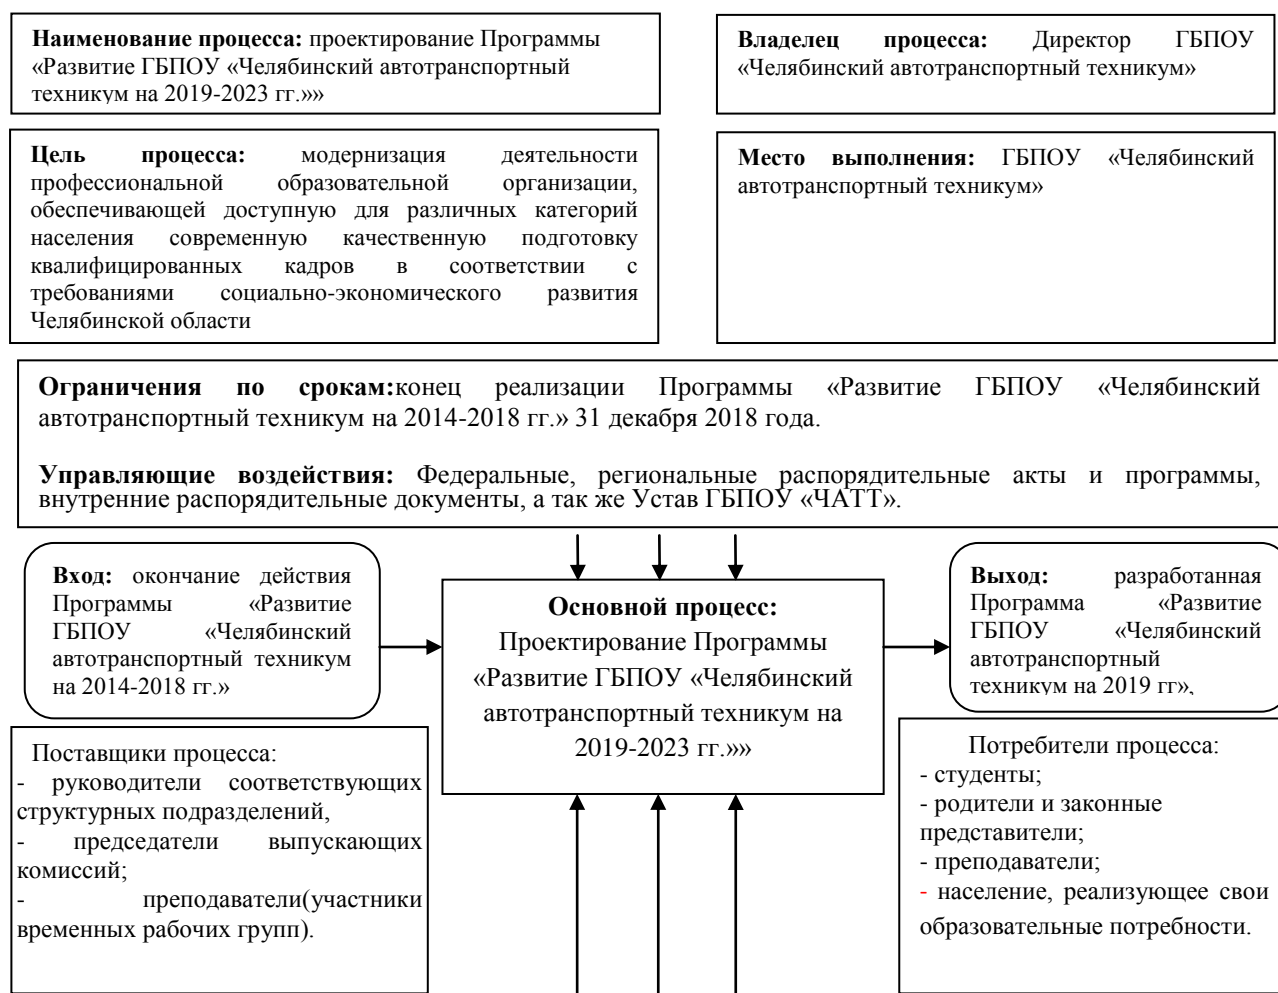 Наименование процесса: проектирование Программы
«Развитие ГБПОУ «Челябинский автотранспортный
техникум на 2019-2023 гг.»»
Владелец процесса: Директор ГБПОУ
«Челябинский автотранспортный техникум»
Цель процесса: модернизация деятельности
профессиональной образовательной организации,
обеспечивающей доступную для различных категорий
населения современную качественную подготовку
квалифицированных кадров в соответствии с
требованиями социально-экономического развития
Челябинской области
Место выполнения: ГБПОУ «Челябинский
автотранспортный техникум»
Ограничения по срокам:конец реализации Программы «Развитие ГБПОУ «Челябинский
автотранспортный техникум на 2014-2018 гг.» 31 декабря 2018 года.
Управляющие воздействия: Федеральные, региональные распорядительные акты и программы,
внутренние распорядительные документы, а так же Устав ГБПОУ «ЧАТТ».
Вход: окончание действия
Программы «Развитие
ГБПОУ «Челябинский
автотранспортный техникум
на 2014-2018 гг.»
Основной процесс:
Проектирование Программы
«Развитие ГБПОУ «Челябинский
автотранспортный техникум на
2019-2023 гг.»»
Выход: разработанная
Программа «Развитие
ГБПОУ «Челябинский
автотранспортный
техникум на 2019 гг»,
Поставщики процесса:
- руководители соответствующих
структурных подразделений,
- председатели выпускающих
комиссий;
- преподаватели(участники
временных рабочих групп).
Потребители процесса:
- студенты;
- родители и законные
представители;
- преподаватели;
- население, реализующее свои
образовательные потребности.